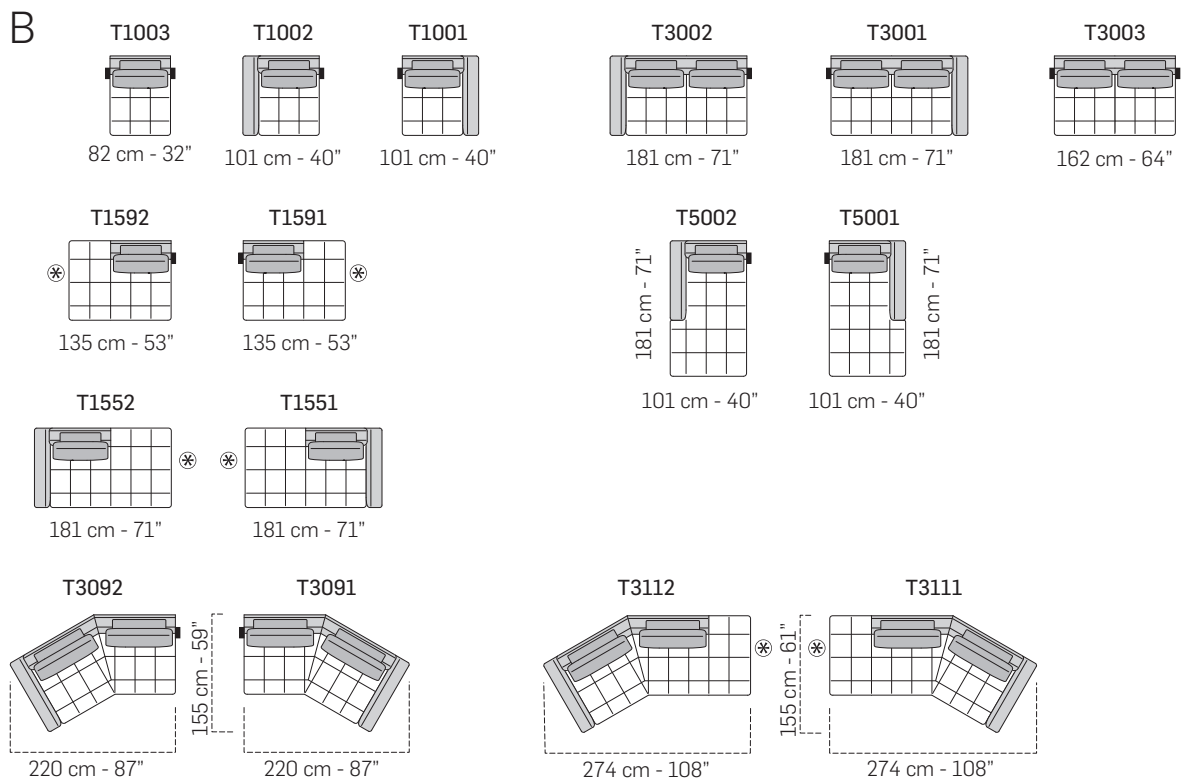 B
T1003 T1002 T1001 T3002 T3001 T3003
82 cm - 32” 101 cm - 40” 101 cm - 40” 181 cm - 71” 181 cm - 71” 162 cm - 64”
T1592 T1591 T5002 T5001
181 cm - 71” 181 cm - 71”
135 cm - 53” 135 cm - 53”
101 cm - 40” 101 cm - 40”
T1552 T1551
181 cm - 71” 181 cm - 71”
T3092 T3091 T3112 T3111
155 cm - 59” 155 cm - 61”
220 cm - 87” 220 cm - 87” 274 cm - 108” 274 cm - 108”